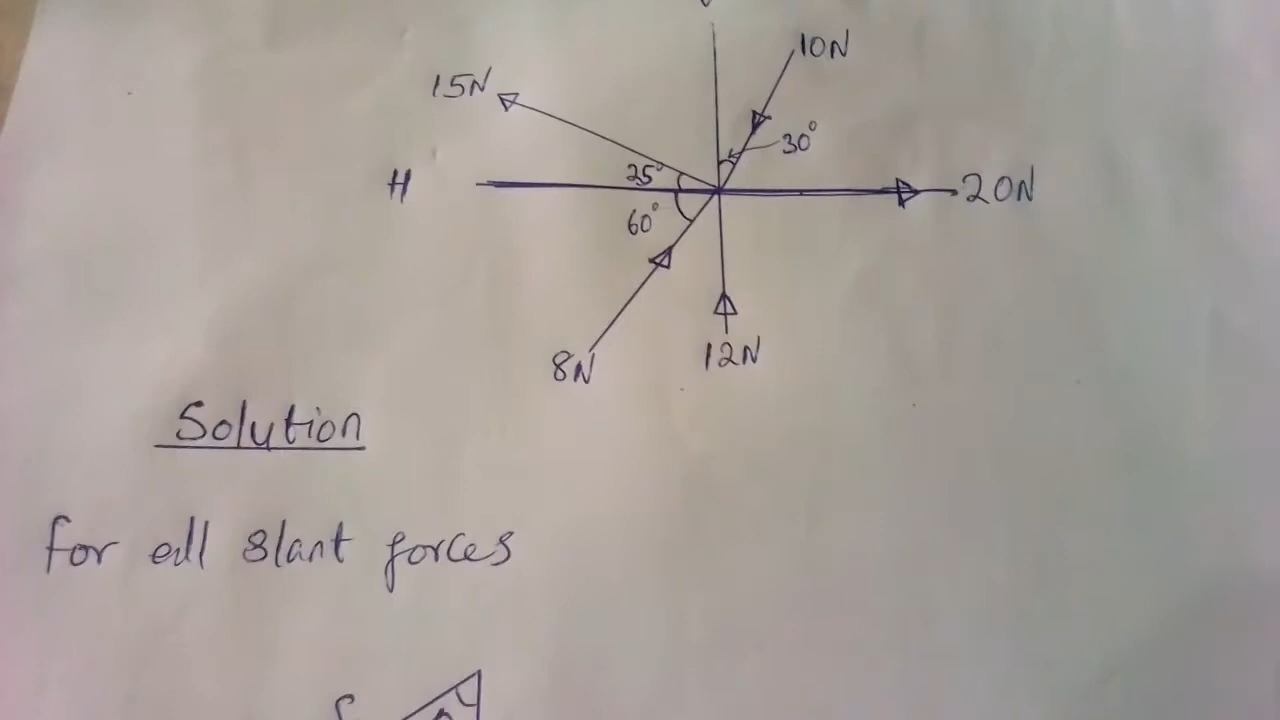 10N
15N
30°
25°
H
20N
60°
12N
8N
Solution
for all slant forces